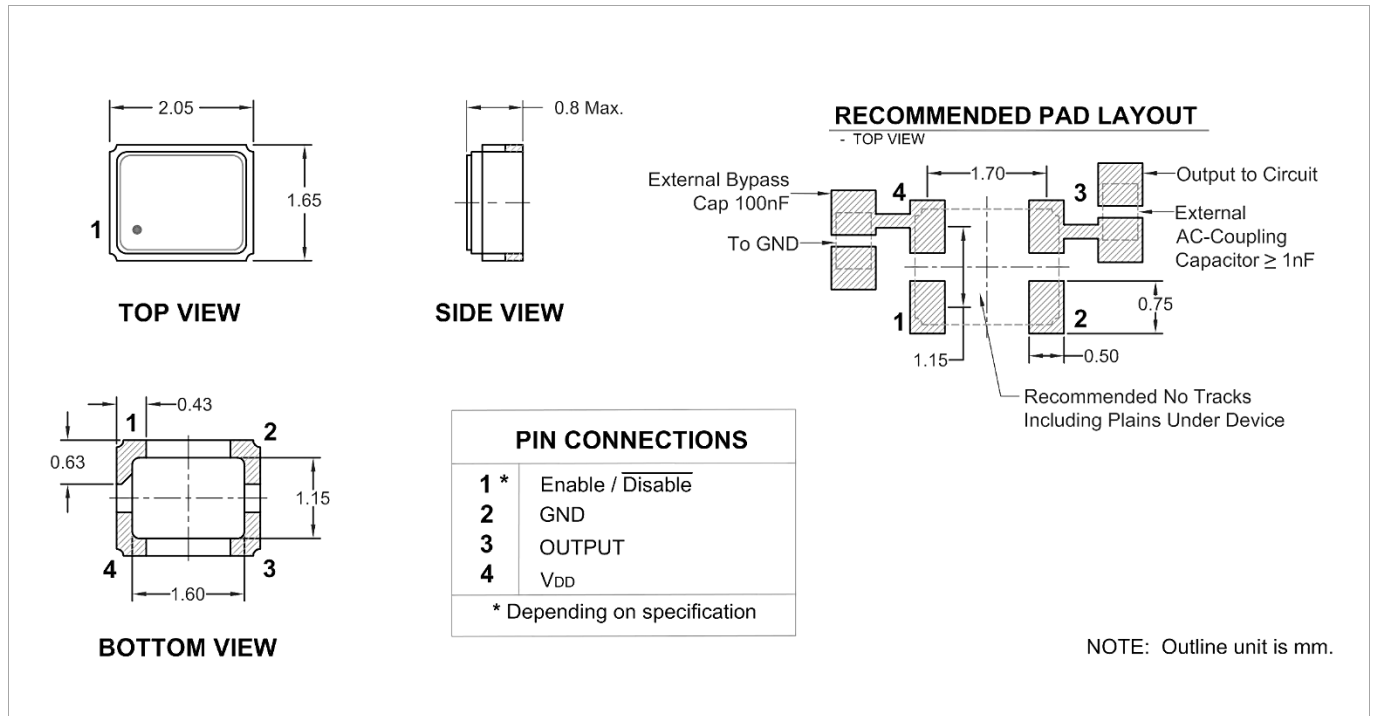 2.05
1.65
1
TOP VIEW
0.8 Max.
SIDE VIEW
RECOMMENDED PAD LAYOUT
- TOP VIEW
External Bypass
Cap 100nF
To GND
4
1.70
3
Output to Circuit
External
AC-Coupling
Capacitor ≥ 1nF
1
2
0.75
0.50
1.15
Recommended No Tracks
Including Plains Under Device
0.43
1
2
0.63
1.15
4
3
1.60
BOTTOM VIEW
PIN CONNECTIONS
1 * Enable / Disable
2 GND
3 OUTPUT
4 VDD
* Depending on specification
NOTE: Outline unit is mm.